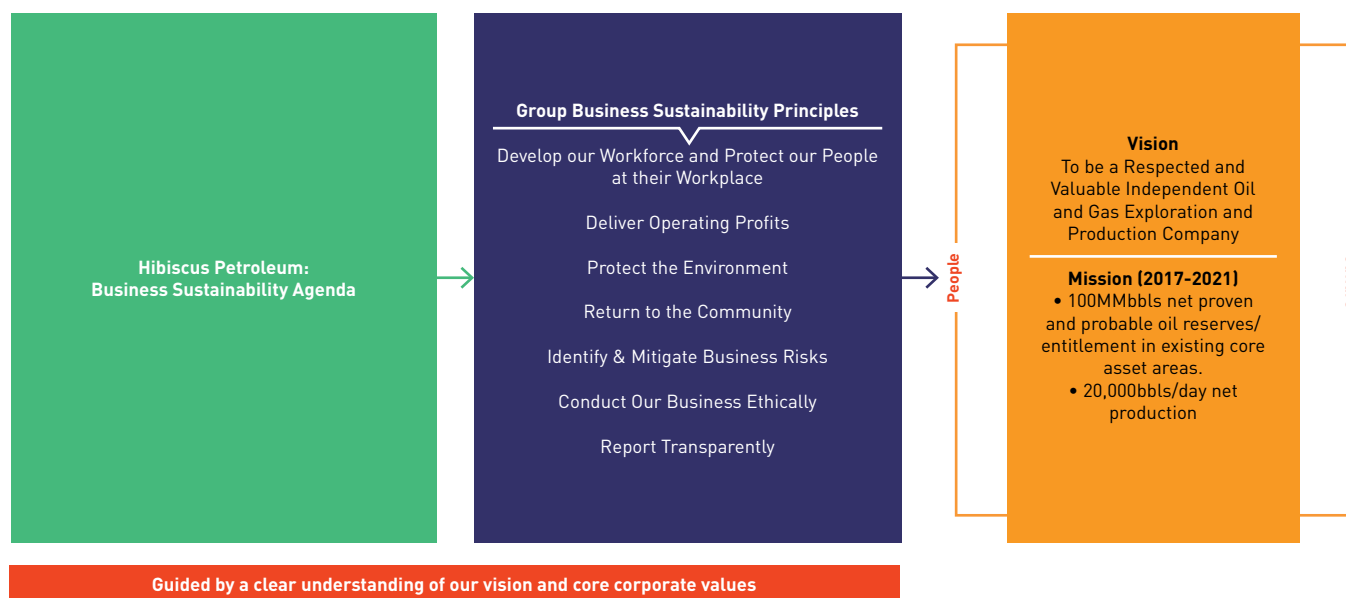 Hibiscus Petroleum:
Business Sustainability Agenda
Group Business Sustainability Principles
Develop our Workforce and Protect our People
at their Workplace
Deliver Operating Profits
Protect the Environment
Return to the Community
Identify & Mitigate Business Risks
Conduct Our Business Ethically
Report Transparently
People
Vision
To be a Respected and
Valuable Independent Oil
and Gas Exploration and
Production Company
Mission (2017-2021)
• 100MMbbls net proven
and probable oil reserves/
entitlement in existing core
asset areas.
• 20,000bbls/day net
production
Guided by a clear understanding of our vision and core corporate values